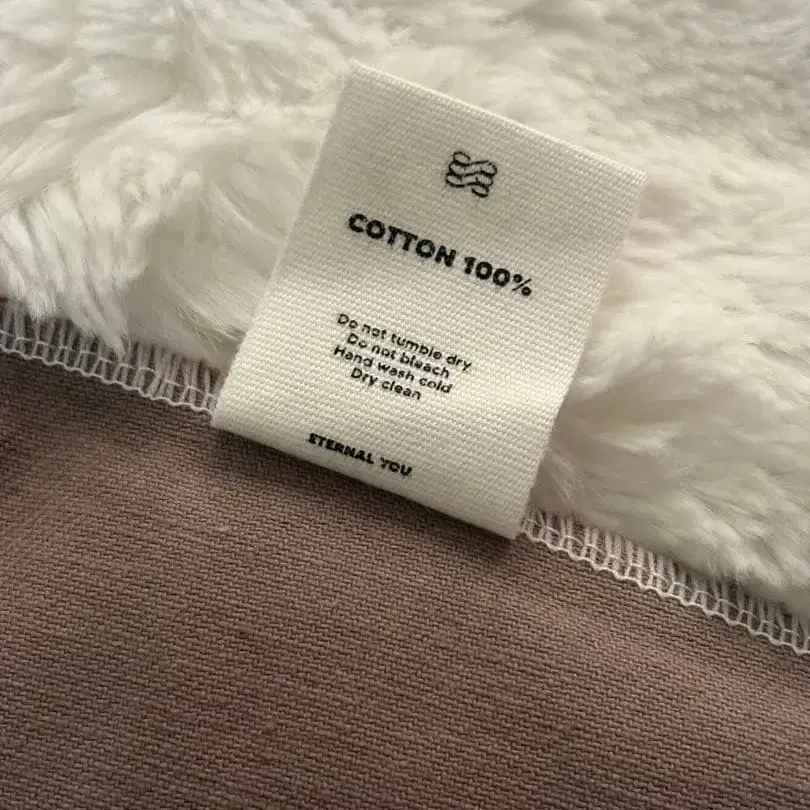 COTTON 100%
Do not tumble dry
Do not bleach
Hand wash cold
Dry clean
ETERNAL YOU